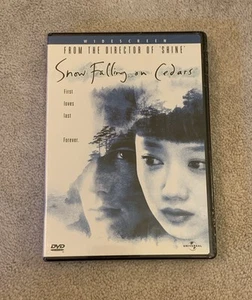 WIDESCREEN
FROM THE DIRECTOR OF 'SHINE'
Snow Falling on Cedars
First
loves
last
Forever.
DVD
UNIVERSAL